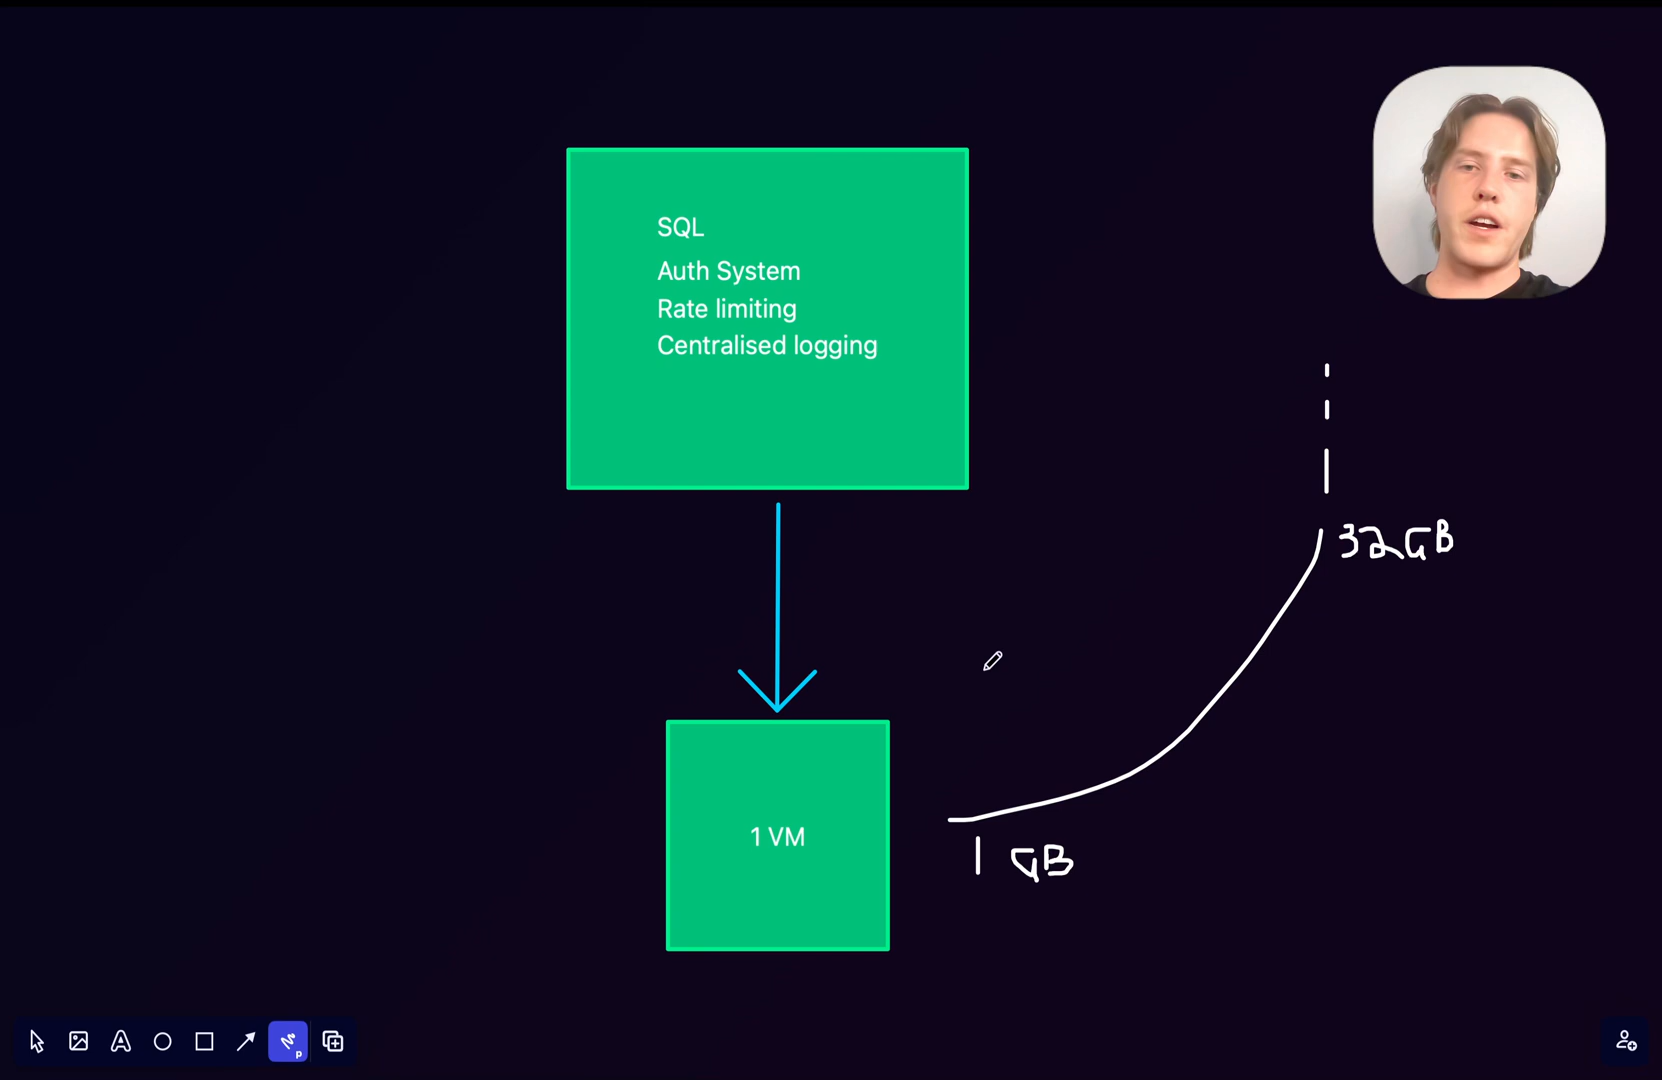 SQL
Auth System
Rate limiting
Centralised logging
32GB
1 VM
1 GB
p